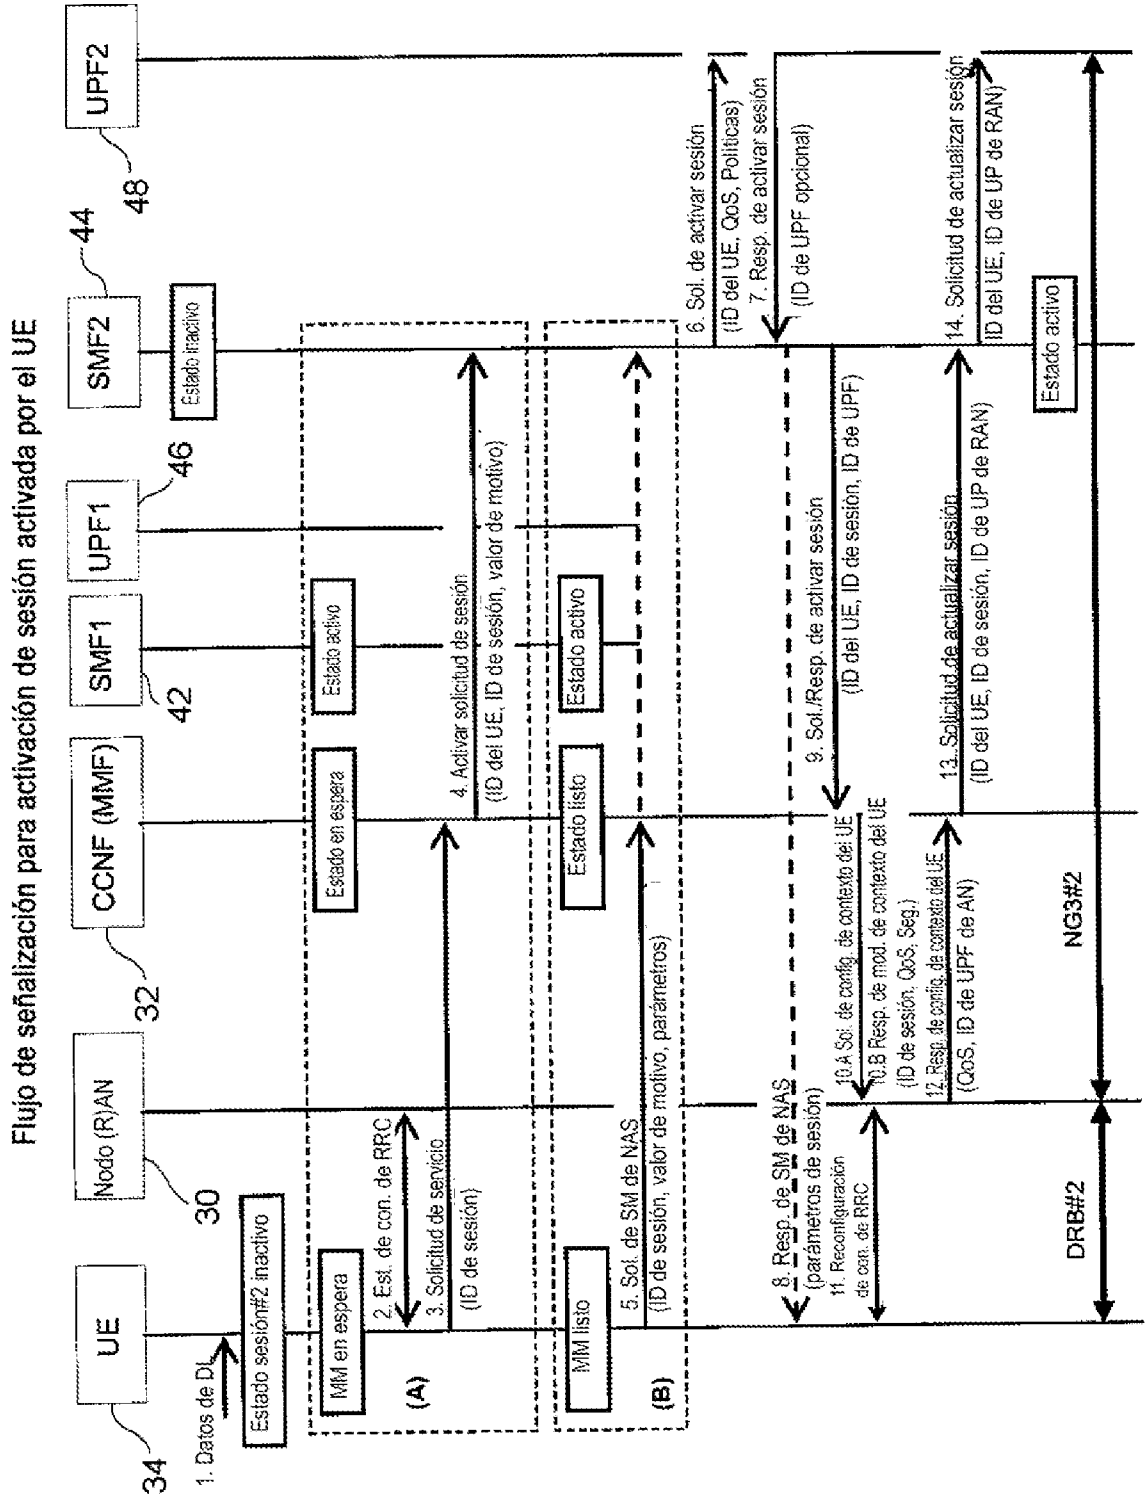 Flujo de señalización para activación de sesión activada por el UE
UE
34
Nodo (R)AN
30
CCNF (MMF)
32
SMF1
42
UPF1
46
SMF2
44
UPF2
48
1. Datos de DL
Estado sesión#2 inactivo
Estado inactivo
MM en espera
Estado en espera
Estado activo
(A)
2. Est. de con. de RRC
3. Solicitud de servicio
(ID de sesión)
4. Activar solicitud de sesión
(ID del UE, ID de sesión, valor de motivo)
MM listo
Estado listo
Estado activo
(B)
5. Sol. de SM de NAS
(ID de sesión, valor de motivo, parámetros)
6. Sol. de activar sesión
(ID del UE, QoS, Políticas)
7. Resp. de activar sesión
(ID de UPF opcional)
8. Resp. de SM de NAS
(parámetros de sesión)
9. Sol./Resp. de activar sesión
(ID del UE, ID de sesión, ID de UPF)
10.A Sol. de config. de contexto del UE
10.B Resp. de mod. de contexto del UE
(ID de sesión, QoS, Seg.)
11. Reconfiguración
de con. de RRC
12. Resp. de config. de contexto del UE
(QoS, ID de UPF de AN)
13. Solicitud de actualizar sesión
(ID del UE, ID de sesión, ID de UP de RAN)
14. Solicitud de actualizar sesión
ID del UE, ID de UP de RAN)
Estado activo
DRB#2
NG3#2